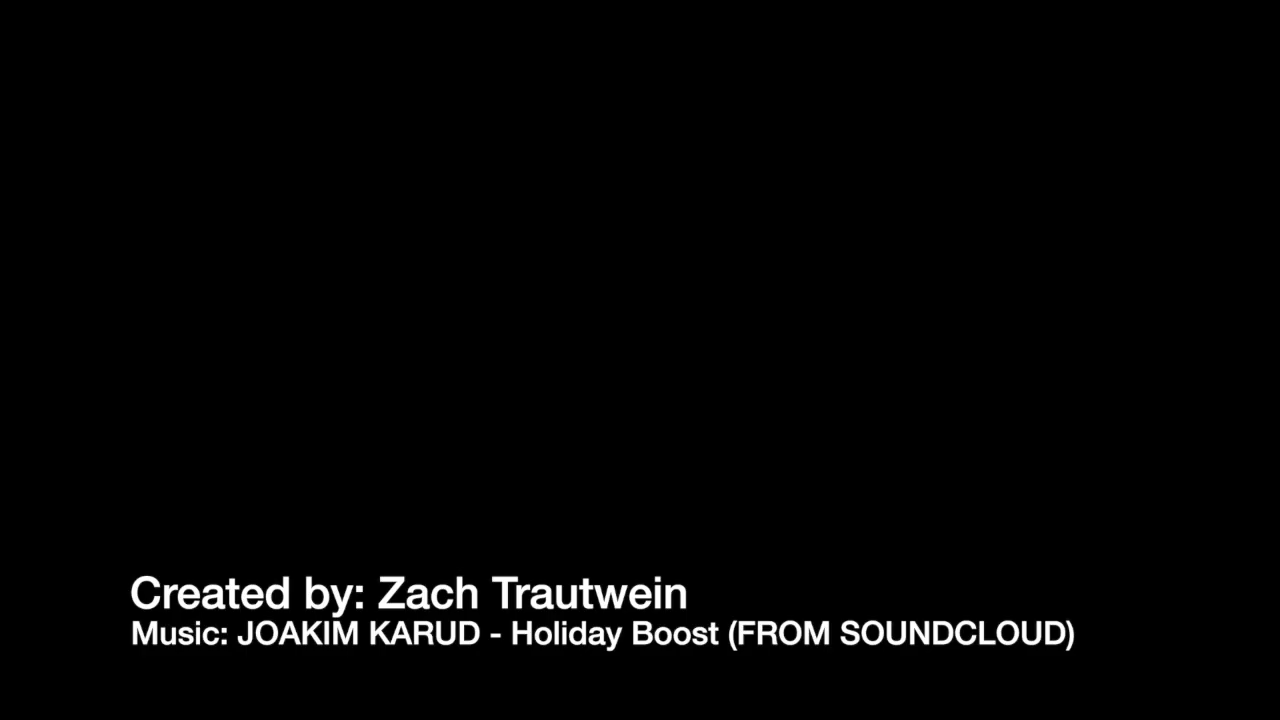 Created by: Zach Trautwein
Music: JOAKIM KARUD - Holiday Boost (FROM SOUNDCLOUD)